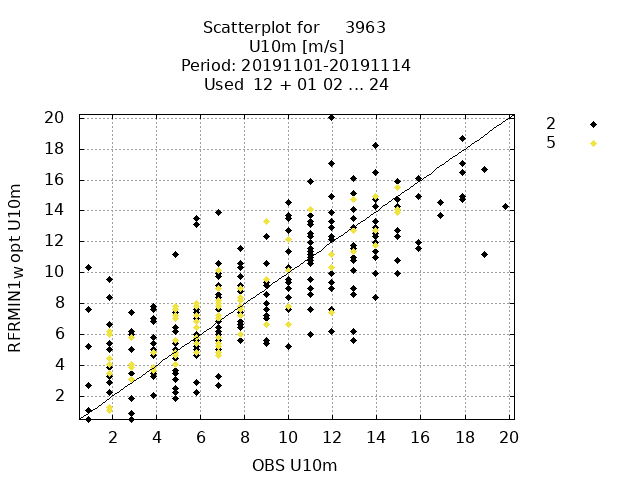 Scatterplot for 3963
U10m [m/s]
Period: 20191101-20191114
Used 12 + 01 02 ... 24
2
5
20
18
16
14
12
10
8
6
4
2
RFRMIN1w opt U10m
2 4 6 8 10 12 14 16 18 20
OBS U10m